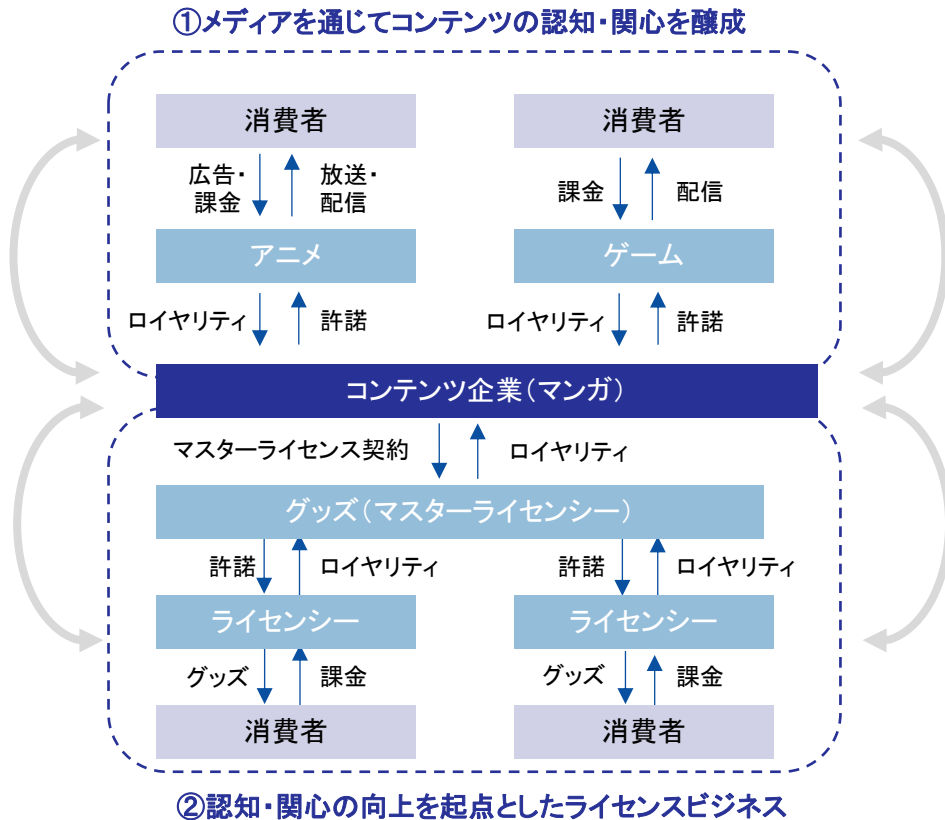 ①メディアを通じてコンテンツの認知・関心を醸成
消費者
消費者
広告・
課金
放送・
配信
課金
配信
アニメ
ゲーム
ロイヤリティ
許諾
ロイヤリティ
許諾
コンテンツ企業(マンガ)
マスターライセンス契約
ロイヤリティ
グッズ(マスターライセンシー)
許諾
ロイヤリティ
許諾
ロイヤリティ
ライセンシー
ライセンシー
グッズ
課金
グッズ
課金
消費者
消費者
②認知・関心の向上を起点としたライセンスビジネス